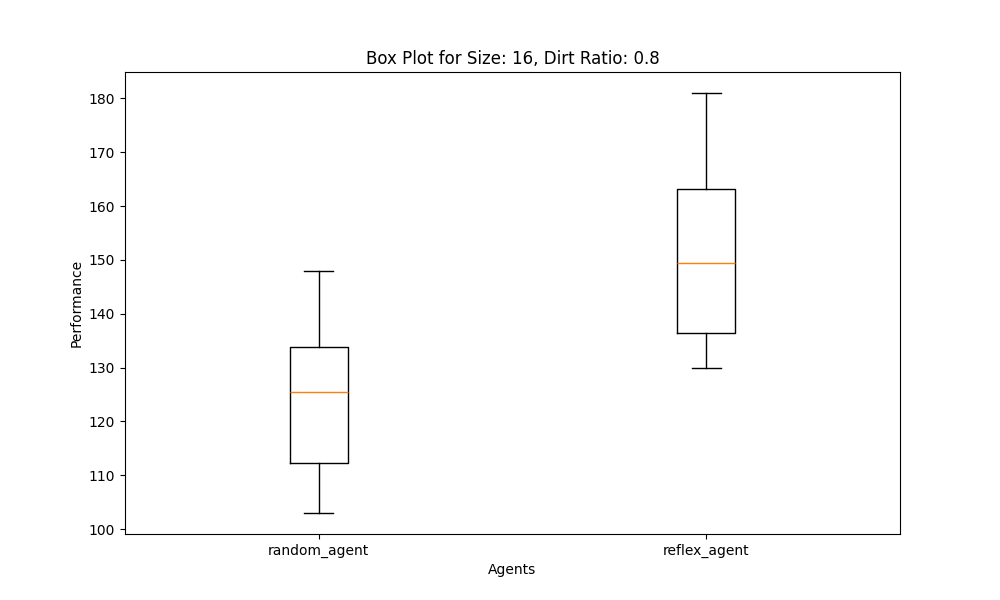 Box Plot for Size: 16, Dirt Ratio: 0.8
180
170
160
150
140
130
120
110
100
Performance
random_agent
reflex_agent
Agents